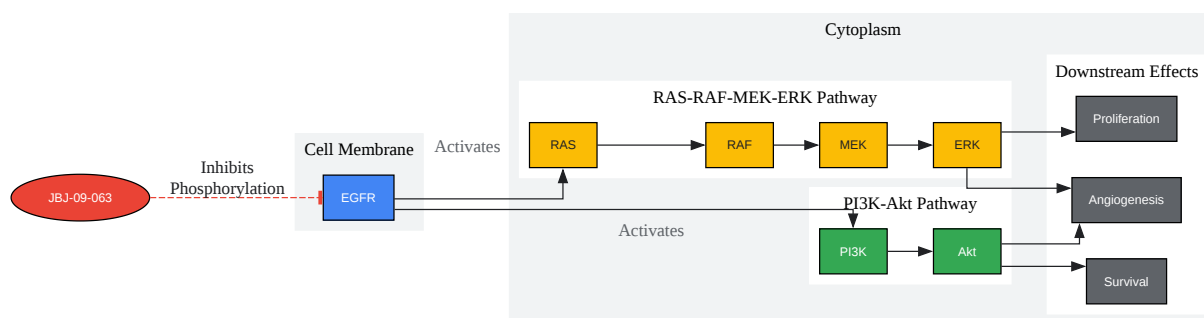 Cytoplasm
Downstream Effects
RAS-RAF-MEK-ERK Pathway
Proliferation
RAS
RAF
MEK
ERK
Cell Membrane
Activates
Inhibits
Phosphorylation
JBJ-09-063
EGFR
Angiogenesis
PI3K-Akt Pathway
Activates
PI3K
Akt
Survival